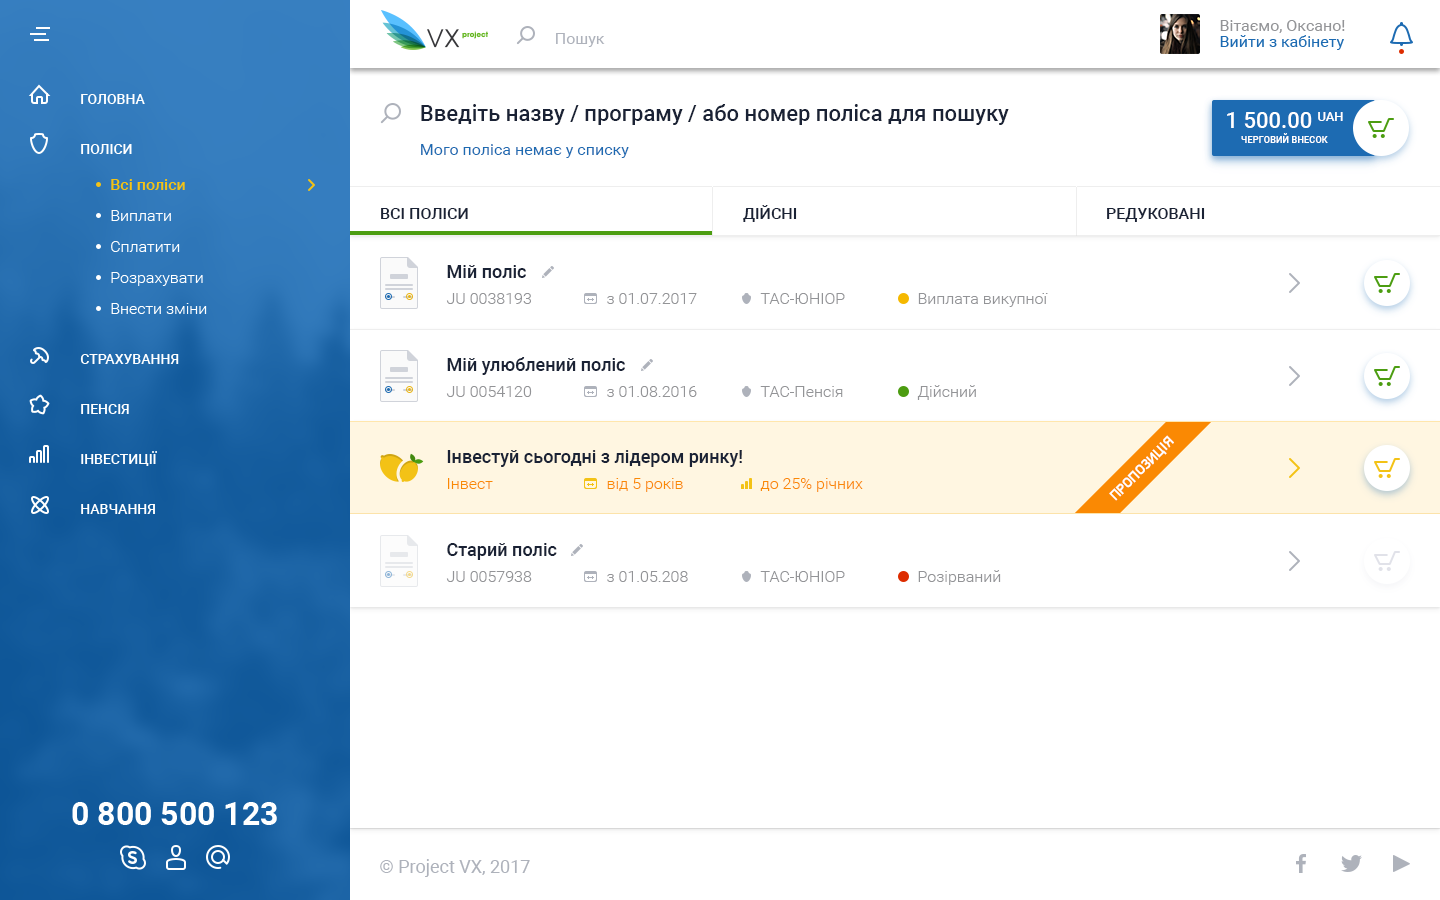 ГОЛОВНА
ПОЛІСИ
Всі поліси
Виплати
Сплатити
Розрахувати
Внести зміни
СТРАХУВАННЯ
ПЕНСІЯ
ІНВЕСТИЦІЇ
НАВЧАННЯ
0 800 500 123
VX project
Пошук
Вітаємо, Оксано!
Вийти з кабінету
Введіть назву / програму / або номер поліса для пошуку
Мого поліса немає у списку
1 500.00 UAH
ЧЕРГОВИЙ ВНЕСОК
ВСІ ПОЛІСИ ДІЙСНІ РЕДУКОВАНІ
Мій поліс
JU 0038193 з 01.07.2017 ТАС-ЮНІОР Виплата викупної
Мій улюблений поліс
JU 0054120 з 01.08.2016 ТАС-Пенсія Дійсний
Інвестуй сьогодні з лідером ринку!
Інвест від 5 років до 25% річних
ПРОПОЗИЦІЯ
Старий поліс
JU 0057938 з 01.05.208 ТАС-ЮНІОР Розірваний
© Project VX, 2017